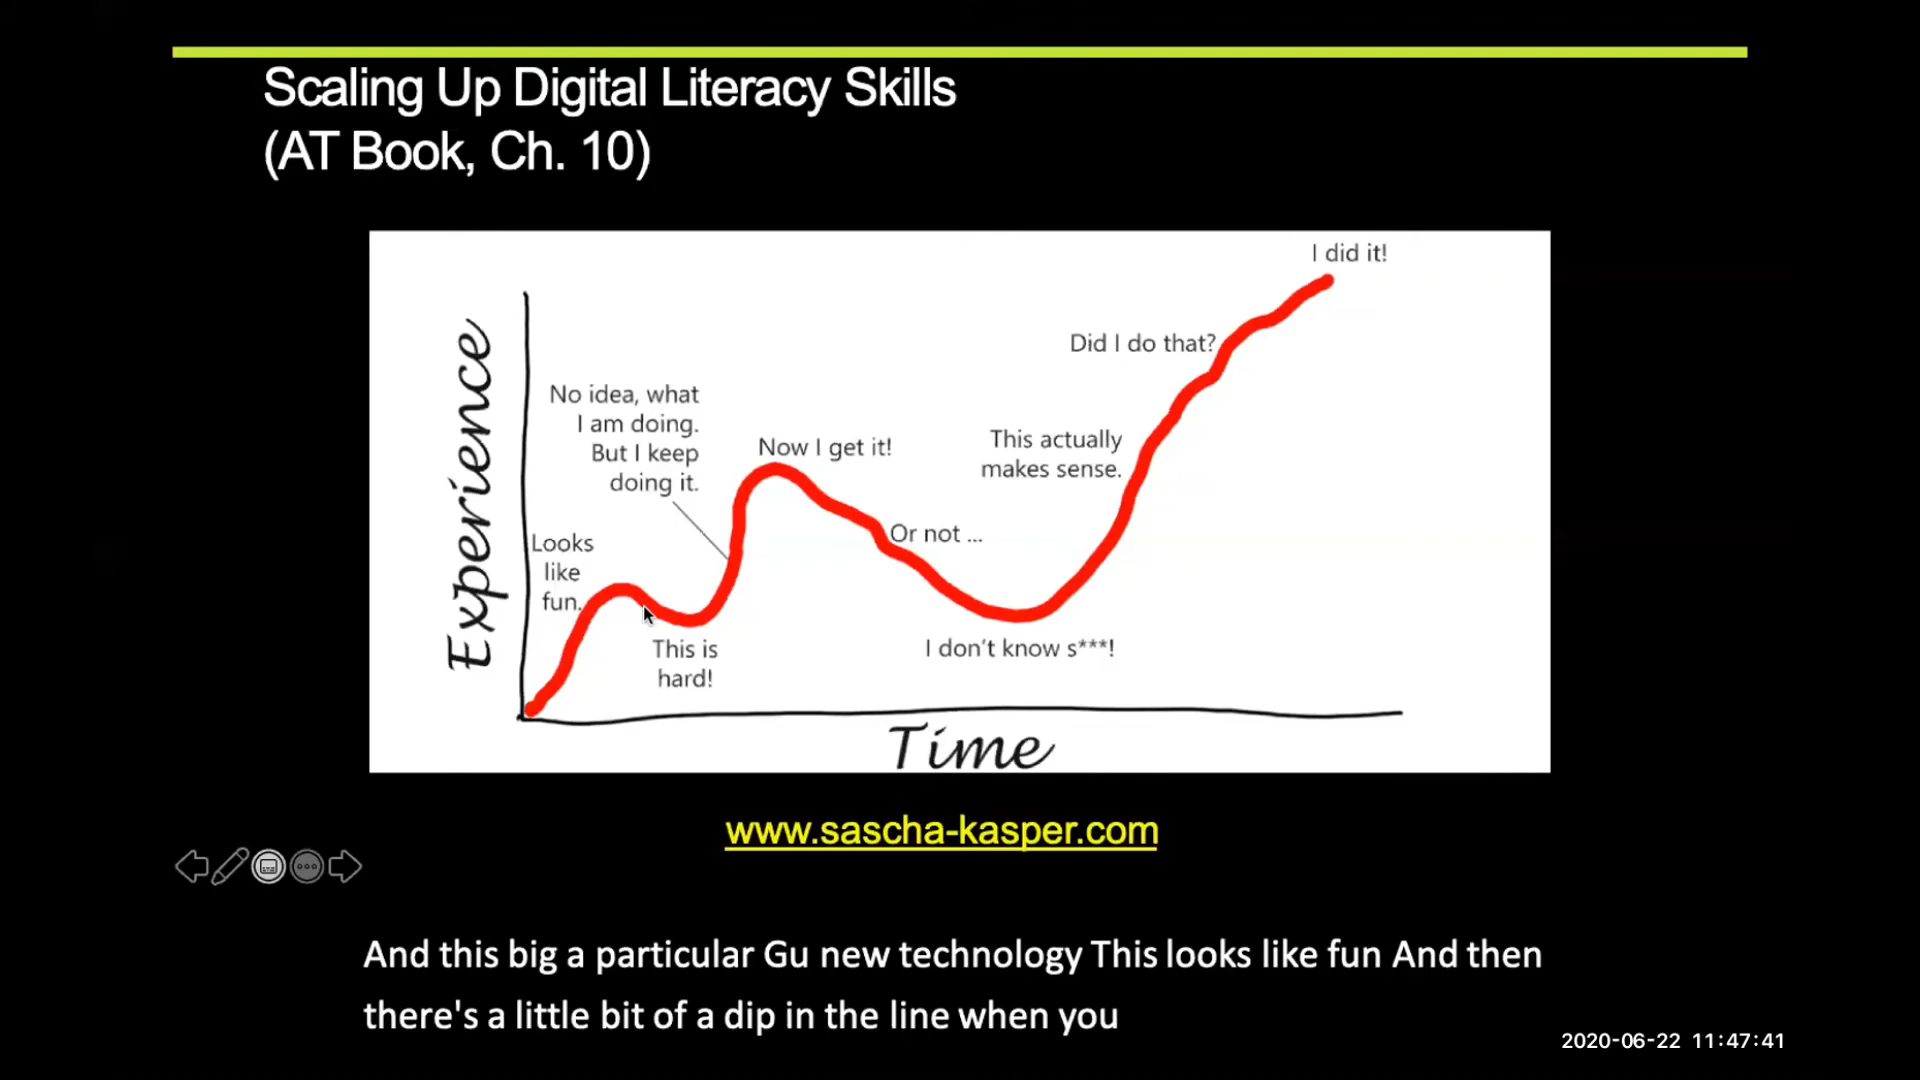 Scaling Up Digital Literacy Skills
(AT Book, Ch. 10)
I did it!
Did I do that?
No idea, what
I am doing.
But I keep
doing it.
Now I get it!
This actually
makes sense.
Or not ...
Looks
like
fun.
This is
hard!
I don't know s***!
Experience
Time
www.sascha-kasper.com
And this big a particular Gu new technology This looks like fun And then
there's a little bit of a dip in the line when you
2020-06-22 11:47:41